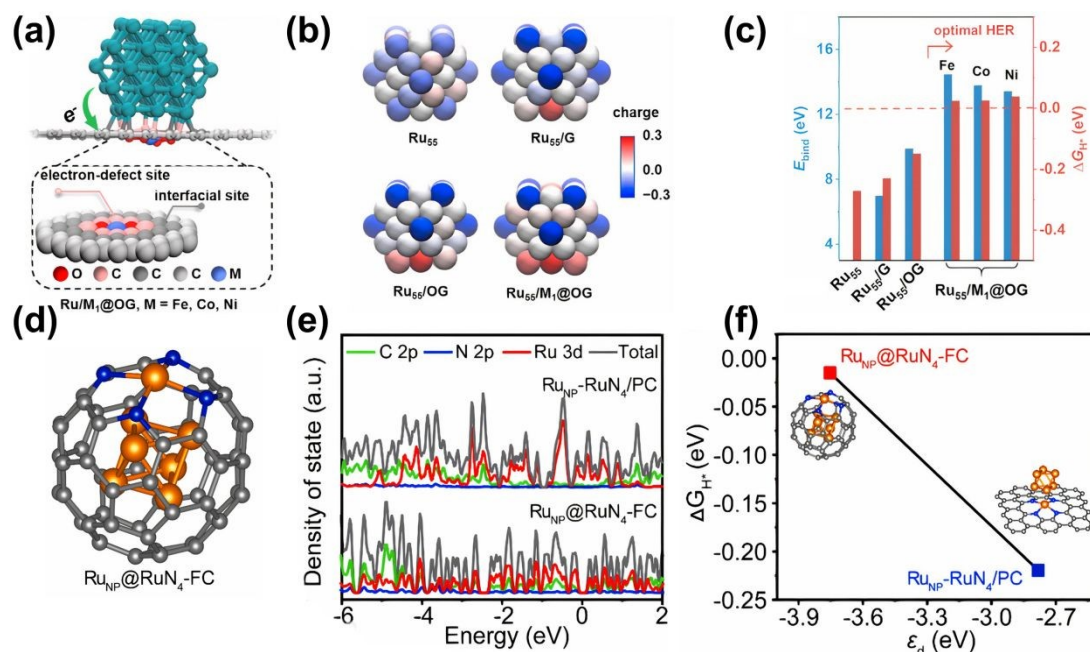 (a)
e⁻
electron-defect site
interfacial site
O C C C M
Ru/M₁@OG, M = Fe, Co, Ni
(b)
Ru₅₅
Ru₅₅/G
charge
0.3
0.0
−0.3
Ru₅₅/OG
Ru₅₅/M₁@OG
(c)
optimal HER
Fe
Co
Ni
16
13
10
7
4
E_bind (eV)
0.2
0.0
-0.2
-0.4
ΔG_H* (eV)
Ru₅₅
Ru₅₅/G
Ru₅₅/OG
Ru₅₅/M₁@OG
(d)
Ru_NP@RuN₄-FC
(e)
C 2p N 2p Ru 3d Total
Ru_NP-RuN₄/PC
Ru_NP@RuN₄-FC
Density of state (a.u.)
-6 -4 -2 0 2
Energy (eV)
(f)
0.00
-0.05
-0.10
-0.15
-0.20
-0.25
ΔG_H* (eV)
Ru_NP@RuN₄-FC
Ru_NP-RuN₄/PC
-3.9 -3.6 -3.3 -3.0 -2.7
ε_d (eV)